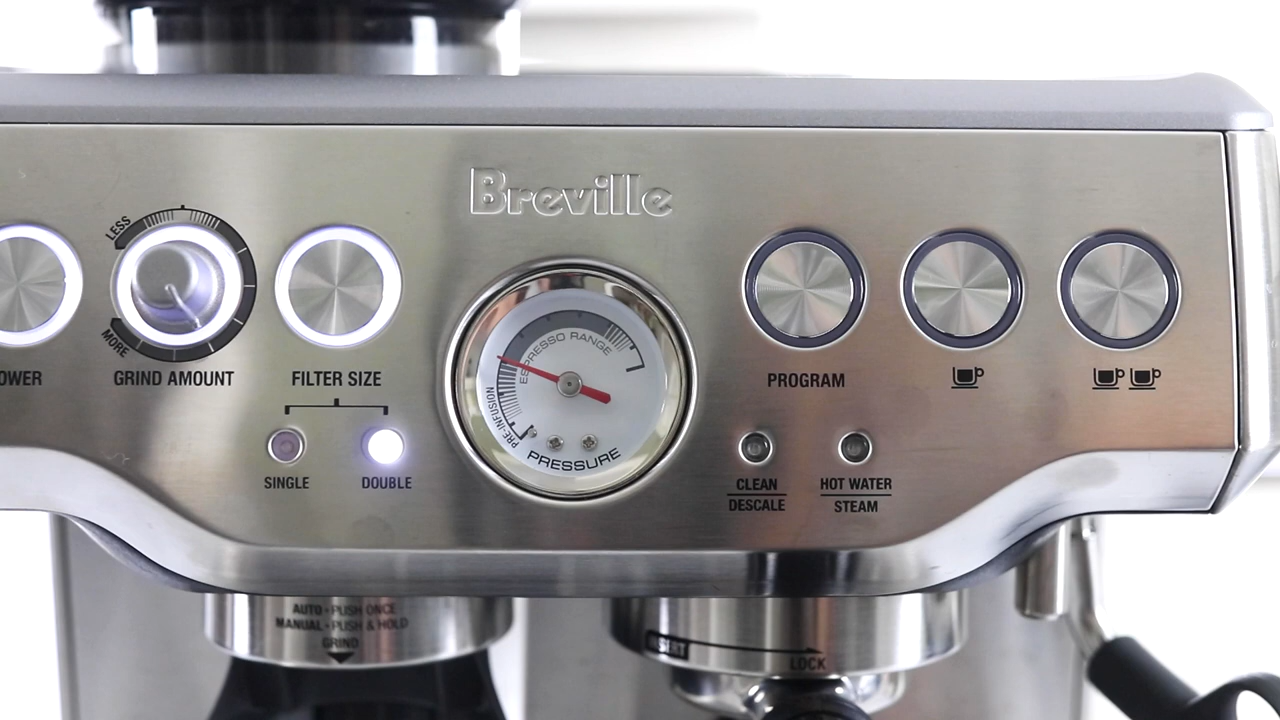 Breville
LESS
MORE
OWER
GRIND AMOUNT
FILTER SIZE
SINGLE
DOUBLE
ESPRESSO RANGE
PRE-INFUSION
PRESSURE
PROGRAM
CLEAN
DESCALE
HOT WATER
STEAM
AUTO • PUSH ONCE
MANUAL • PUSH & HOLD
GRIND
INSERT
LOCK